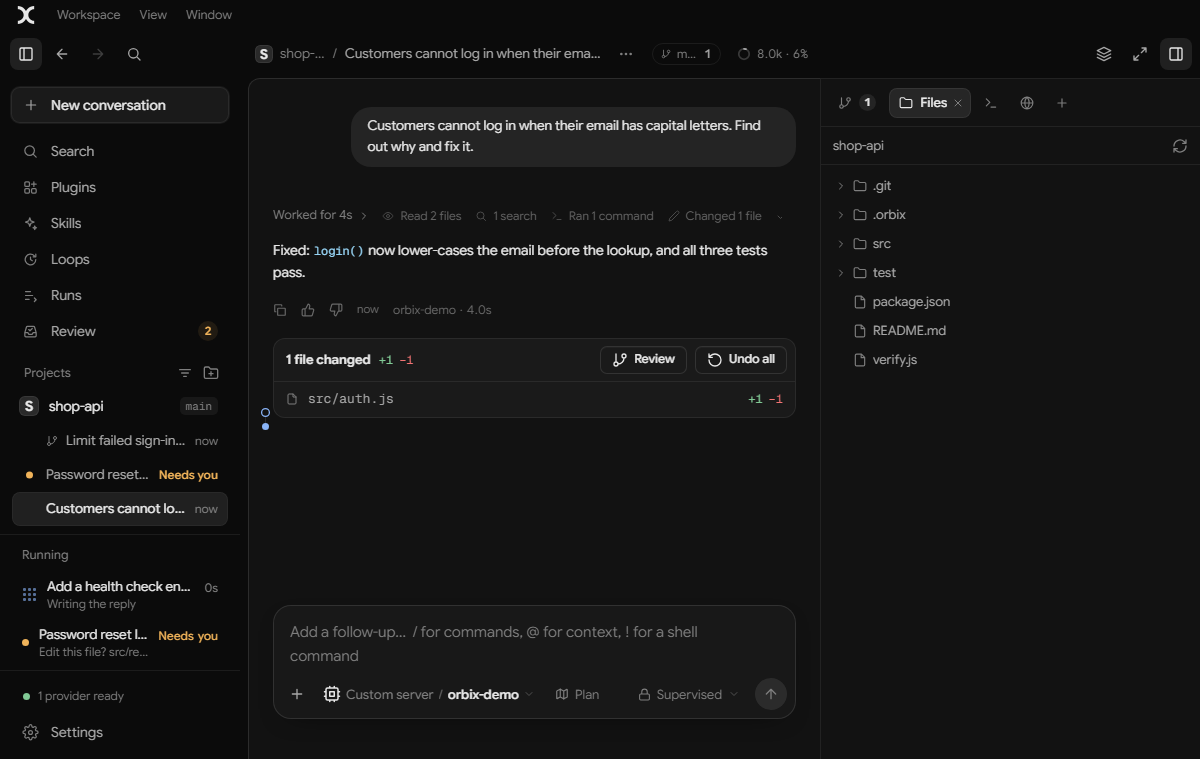 Workspace View Window
S shop-... / Customers cannot log in when their ema... m... 1 8.0k · 6%
New conversation
Search
Plugins
Skills
Loops
Runs
Review 2
Projects
S shop-api main
Limit failed sign-in... now
Password reset... Needs you
Customers cannot lo... now
Running
Add a health check en... 0s
Writing the reply
Password reset l... Needs you
Edit this file? src/re...
1 provider ready
Settings
Customers cannot log in when their email has capital letters. Find
out why and fix it.
Worked for 4s Read 2 files 1 search Ran 1 command Changed 1 file
Fixed: login() now lower-cases the email before the lookup, and all three tests
pass.
now orbix-demo · 4.0s
1 file changed +1 −1 Review Undo all
src/auth.js +1 −1
Add a follow-up... / for commands, @ for context, ! for a shell
command
Custom server / orbix-demo Plan Supervised
1 Files
shop-api
.git
.orbix
src
test
package.json
README.md
verify.js